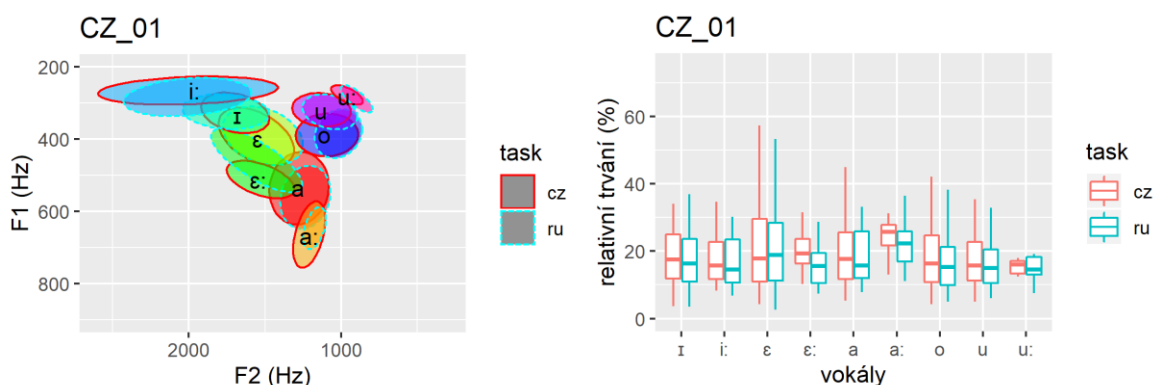 CZ_01
200
400
600
800
F1 (Hz)
2000
1000
F2 (Hz)
i:
ɪ
ɛ
ɛ:
a
a:
u
u:
o
task
cz
ru
CZ_01
60
40
20
0
relativní trvání (%)
ɪ i: ɛ ɛ: a a: o u u:
vokály
task
cz
ru